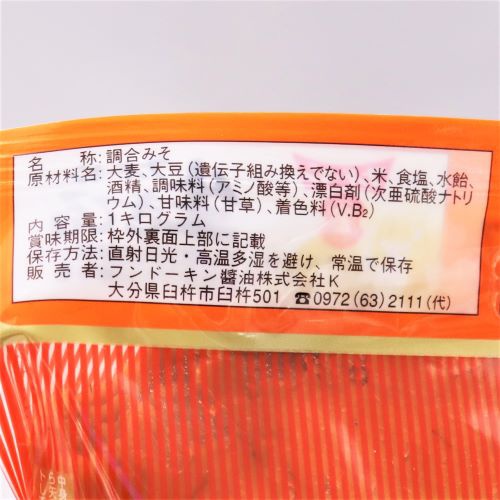 名　　称:調合みそ
原材料名:大麦、大豆(遺伝子組み換えでない)、米、食塩、水飴、
酒精、調味料(アミノ酸等)、漂白剤(次亜硫酸ナトリ
ウム)、甘味料(甘草)、着色料(V.B₂)
内 容 量:1キログラム
賞味期限:枠外裏面上部に記載
保存方法:直射日光・高温多湿を避け、常温で保存
販 売 者:フンドーキン醬油株式会社K
大分県臼杵市臼杵501 ☎0972(63)2111(代)
中身